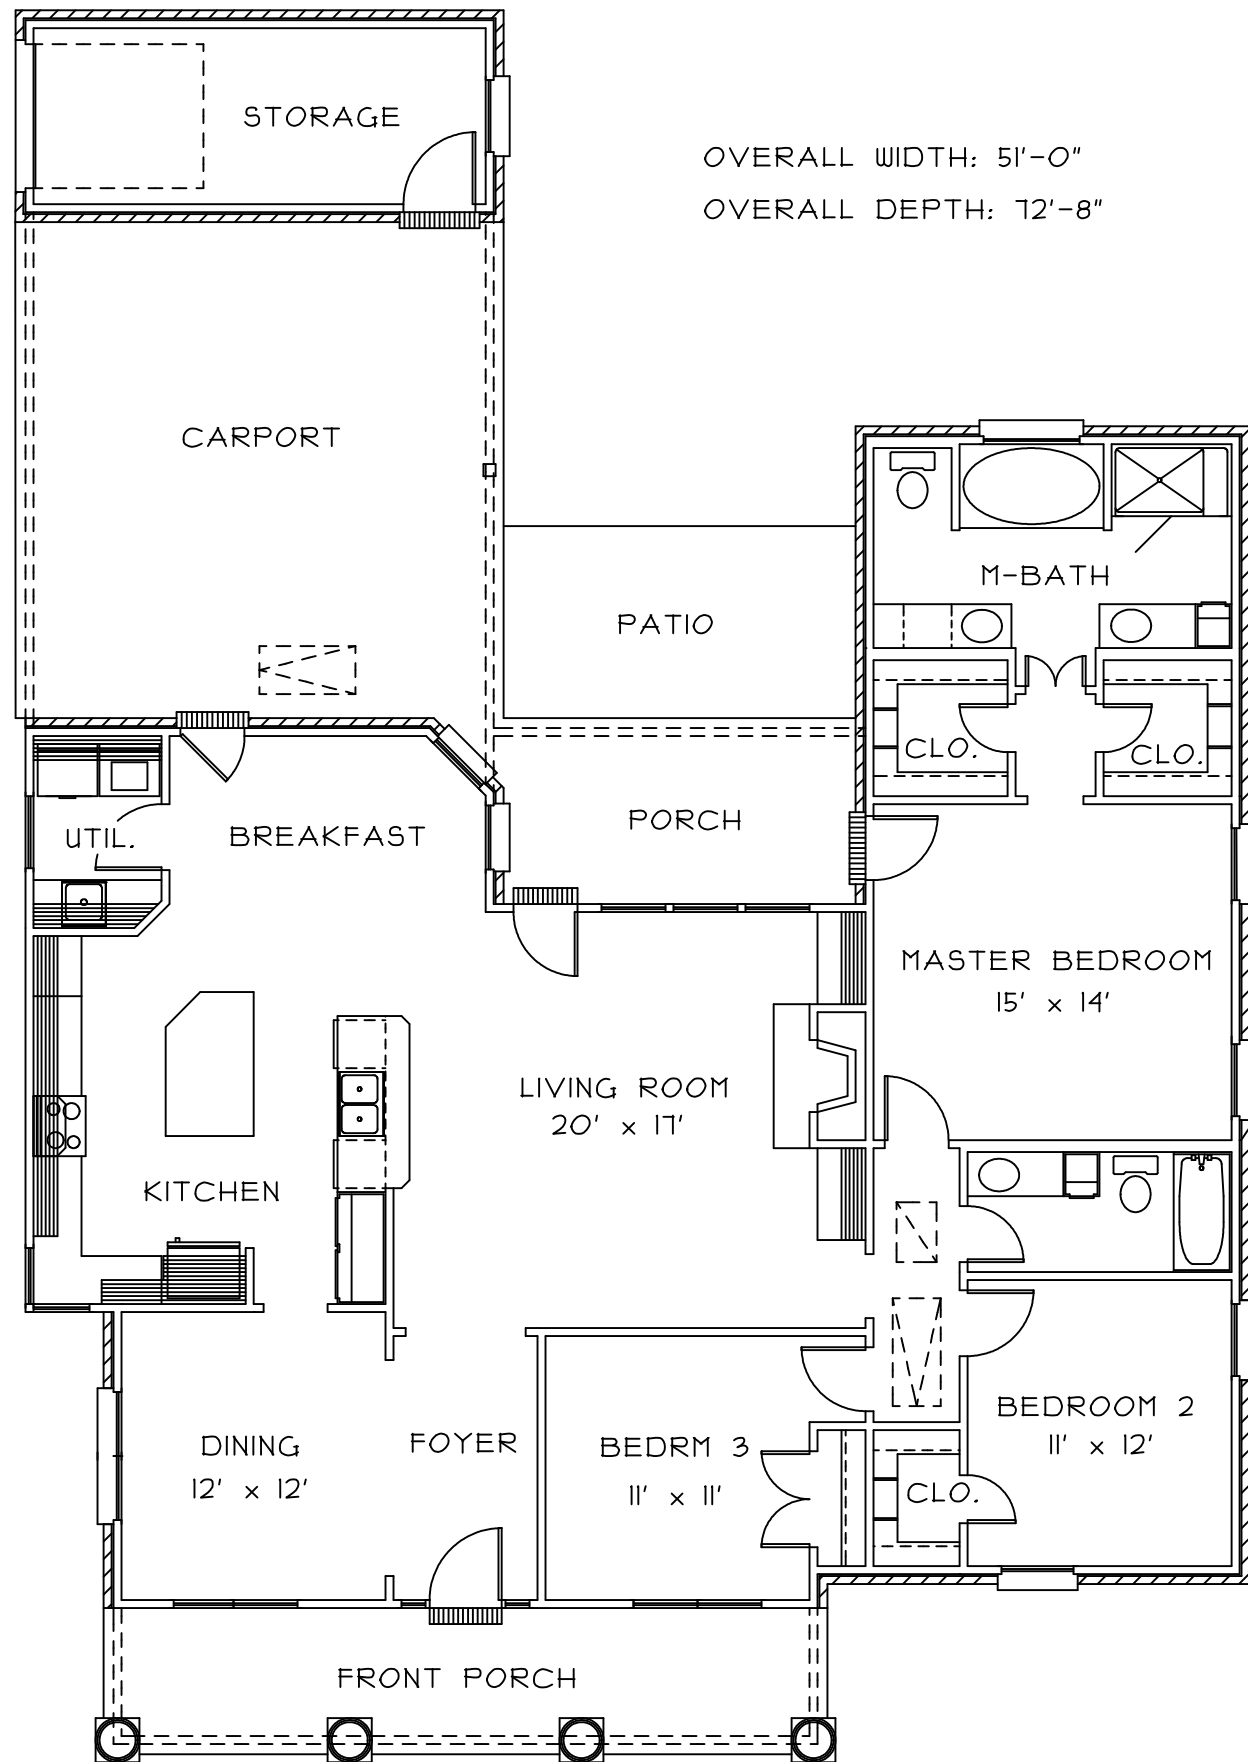 STORAGE
OVERALL WIDTH: 51'-0"
OVERALL DEPTH: 72'-8"
CARPORT
M-BATH
PATIO
CLO.
CLO.
PORCH
UTIL.
BREAKFAST
MASTER BEDROOM
15' x 14'
LIVING ROOM
20' x 17'
KITCHEN
BEDROOM 2
11' x 12'
DINING
12' x 12'
FOYER
BEDRM 3
11' x 11'
CLO.
FRONT PORCH